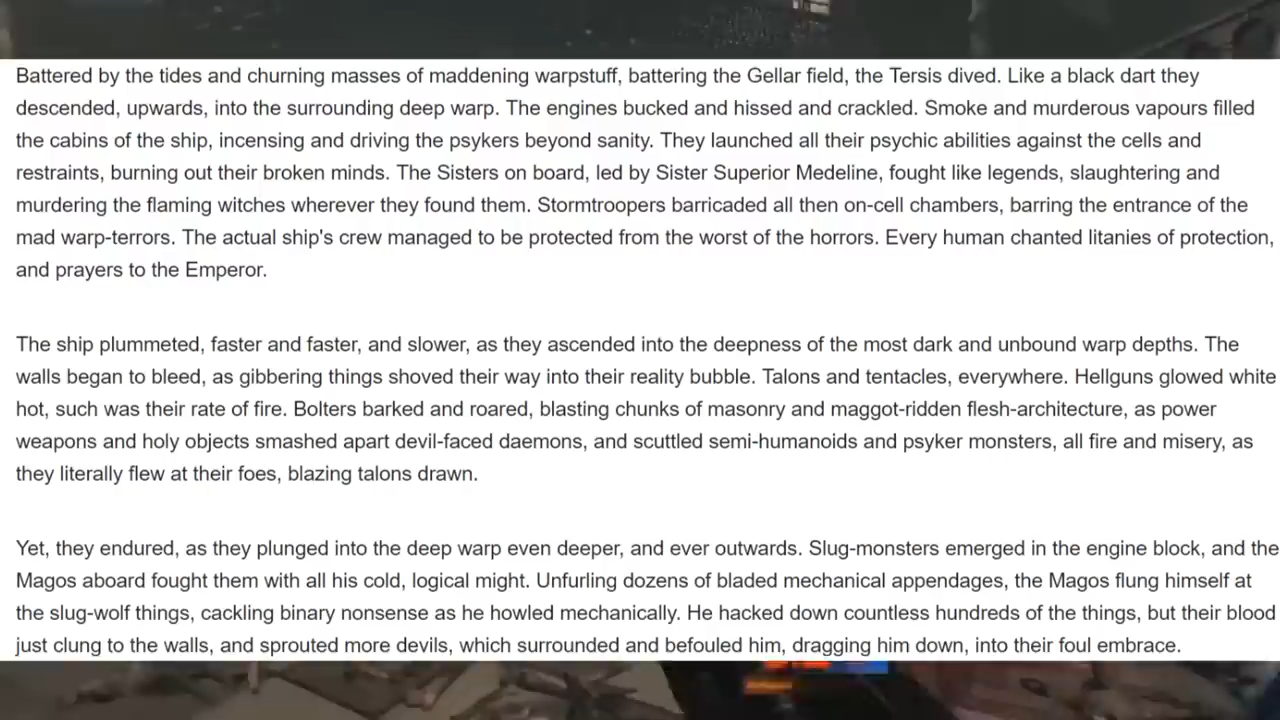 Battered by the tides and churning masses of maddening warpstuff, battering the Gellar field, the Tersis dived. Like a black dart they
descended, upwards, into the surrounding deep warp. The engines bucked and hissed and crackled. Smoke and murderous vapours filled
the cabins of the ship, incensing and driving the psykers beyond sanity. They launched all their psychic abilities against the cells and
restraints, burning out their broken minds. The Sisters on board, led by Sister Superior Medeline, fought like legends, slaughtering and
murdering the flaming witches wherever they found them. Stormtroopers barricaded all then on-cell chambers, barring the entrance of the
mad warp-terrors. The actual ship's crew managed to be protected from the worst of the horrors. Every human chanted litanies of protection,
and prayers to the Emperor.
The ship plummeted, faster and faster, and slower, as they ascended into the deepness of the most dark and unbound warp depths. The
walls began to bleed, as gibbering things shoved their way into their reality bubble. Talons and tentacles, everywhere. Hellguns glowed white
hot, such was their rate of fire. Bolters barked and roared, blasting chunks of masonry and maggot-ridden flesh-architecture, as power
weapons and holy objects smashed apart devil-faced daemons, and scuttled semi-humanoids and psyker monsters, all fire and misery, as
they literally flew at their foes, blazing talons drawn.
Yet, they endured, as they plunged into the deep warp even deeper, and ever outwards. Slug-monsters emerged in the engine block, and the
Magos aboard fought them with all his cold, logical might. Unfurling dozens of bladed mechanical appendages, the Magos flung himself at
the slug-wolf things, cackling binary nonsense as he howled mechanically. He hacked down countless hundreds of the things, but their blood
just clung to the walls, and sprouted more devils, which surrounded and befouled him, dragging him down, into their foul embrace.